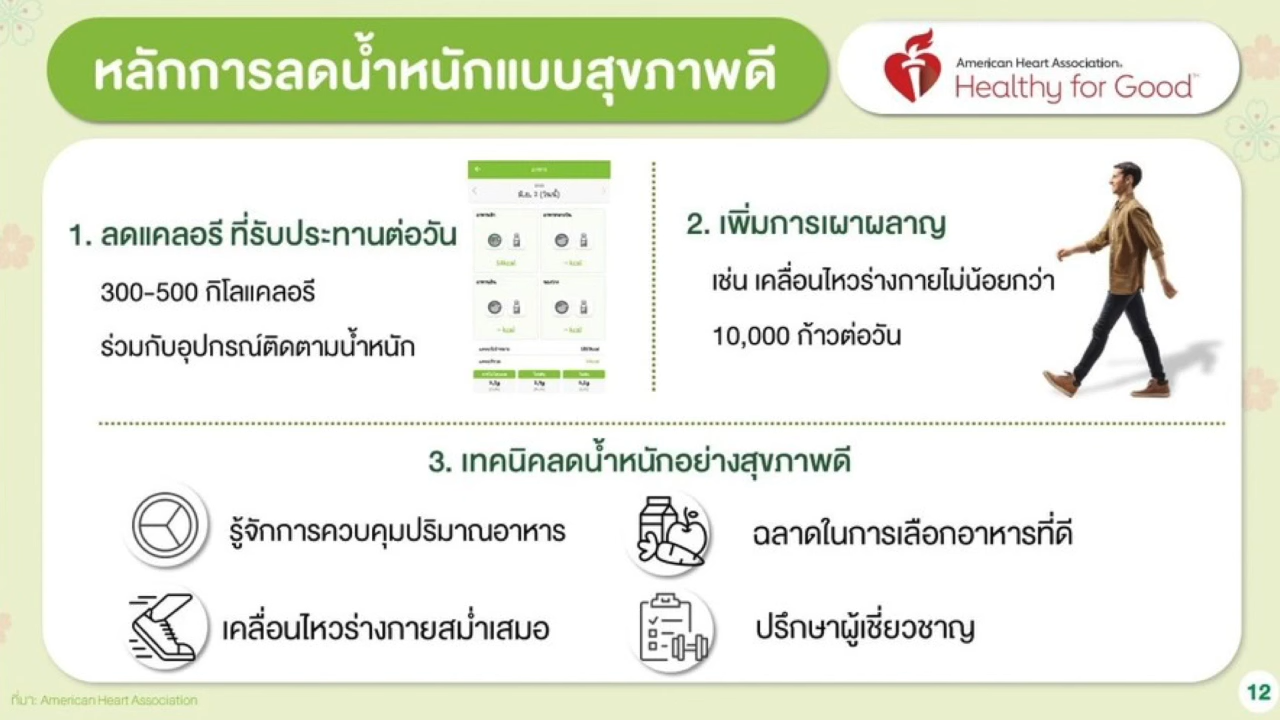 หลักการลดน้ำหนักแบบสุขภาพดี
American Heart Association.
Healthy for Good™
1. ลดแคลอรี ที่รับประทานต่อวัน
300-500 กิโลแคลอรี
ร่วมกับอุปกรณ์ติดตามน้ำหนัก
2. เพิ่มการเผาผลาญ
เช่น เคลื่อนไหวร่างกายไม่น้อยกว่า
10,000 ก้าวต่อวัน
3. เทคนิคลดน้ำหนักอย่างสุขภาพดี
รู้จักการควบคุมปริมาณอาหาร
ฉลาดในการเลือกอาหารที่ดี
เคลื่อนไหวร่างกายสม่ำเสมอ
ปรึกษาผู้เชี่ยวชาญ
ที่มา: American Heart Association
12